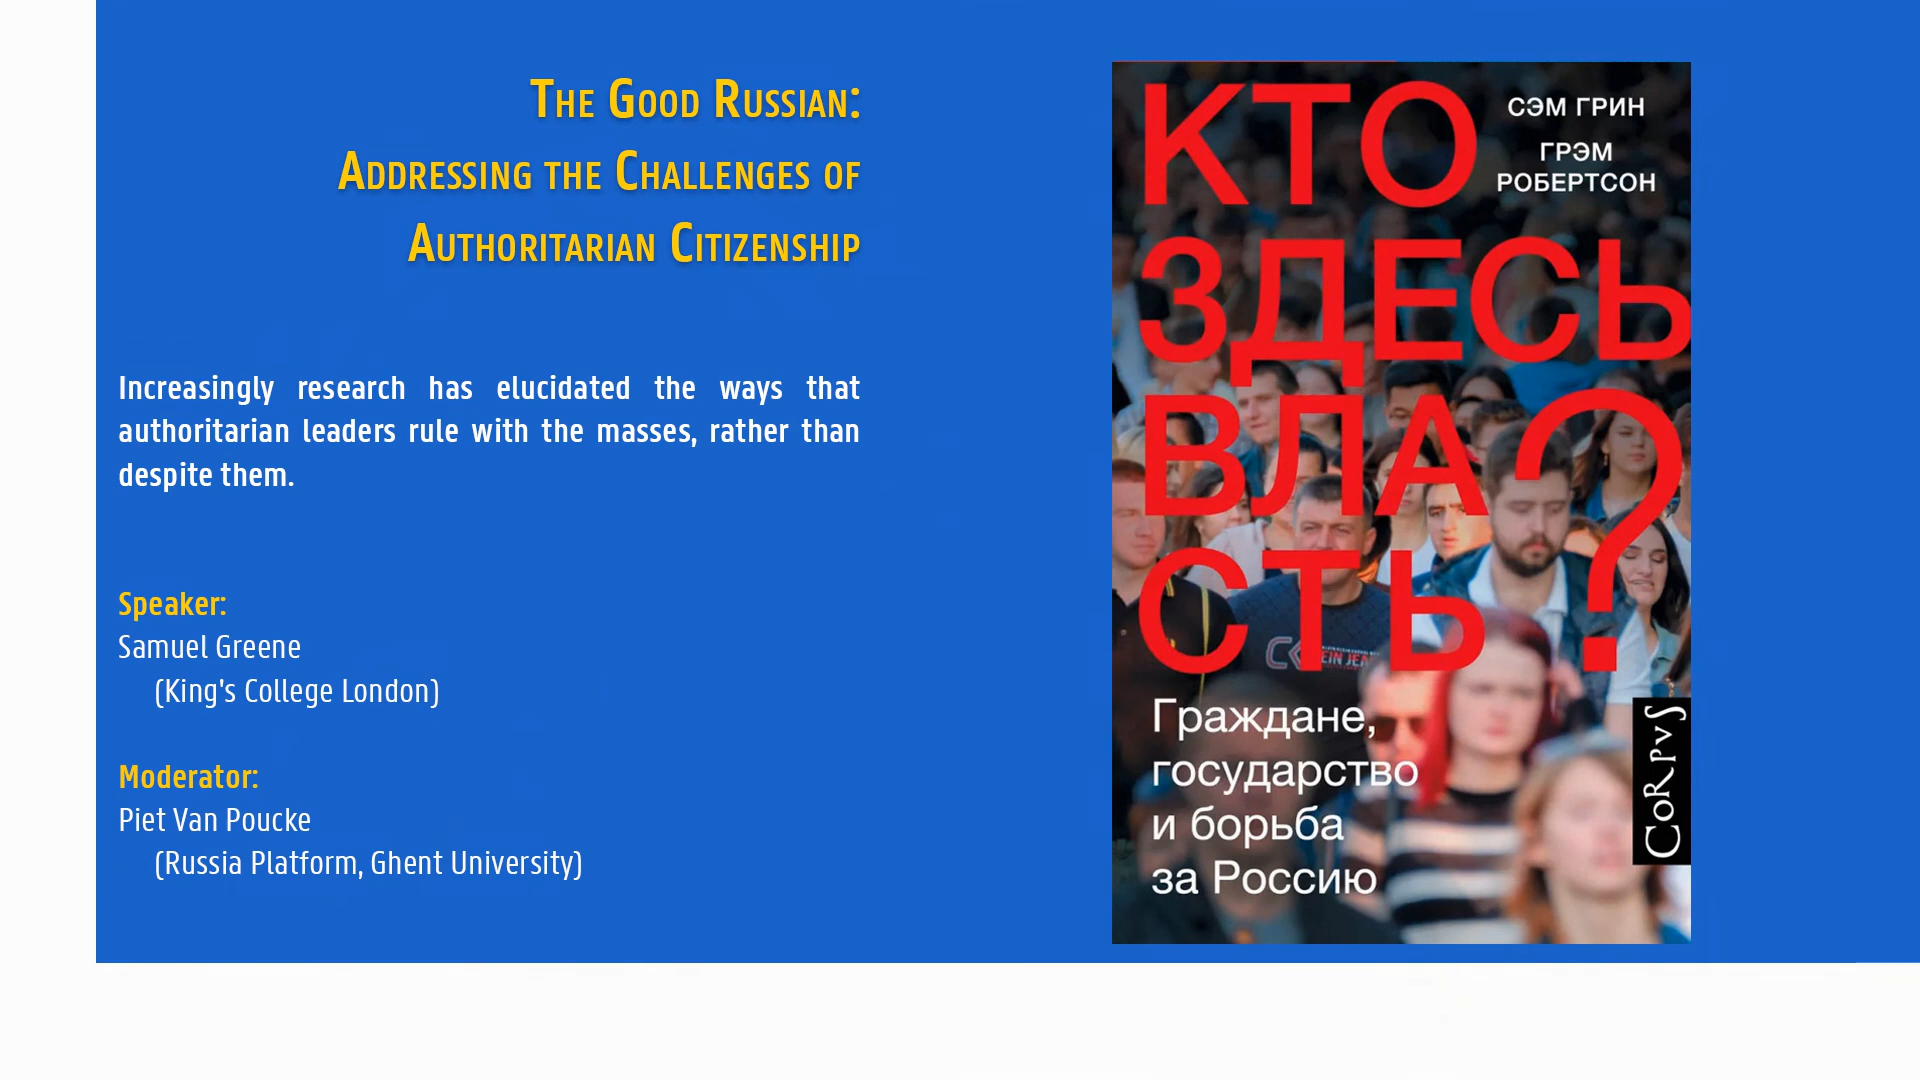 The Good Russian:
Addressing the Challenges of
Authoritarian Citizenship
Increasingly research has elucidated the ways that
authoritarian leaders rule with the masses, rather than
despite them.
Speaker:
Samuel Greene
(King's College London)
Moderator:
Piet Van Poucke
(Russia Platform, Ghent University)
КТО
ЗДЕСЬ
ВЛА
СТЬ?
СЭМ ГРИН
ГРЭМ
РОБЕРТСОН
Граждане,
государство
и борьба
за Россию
CoRpvS